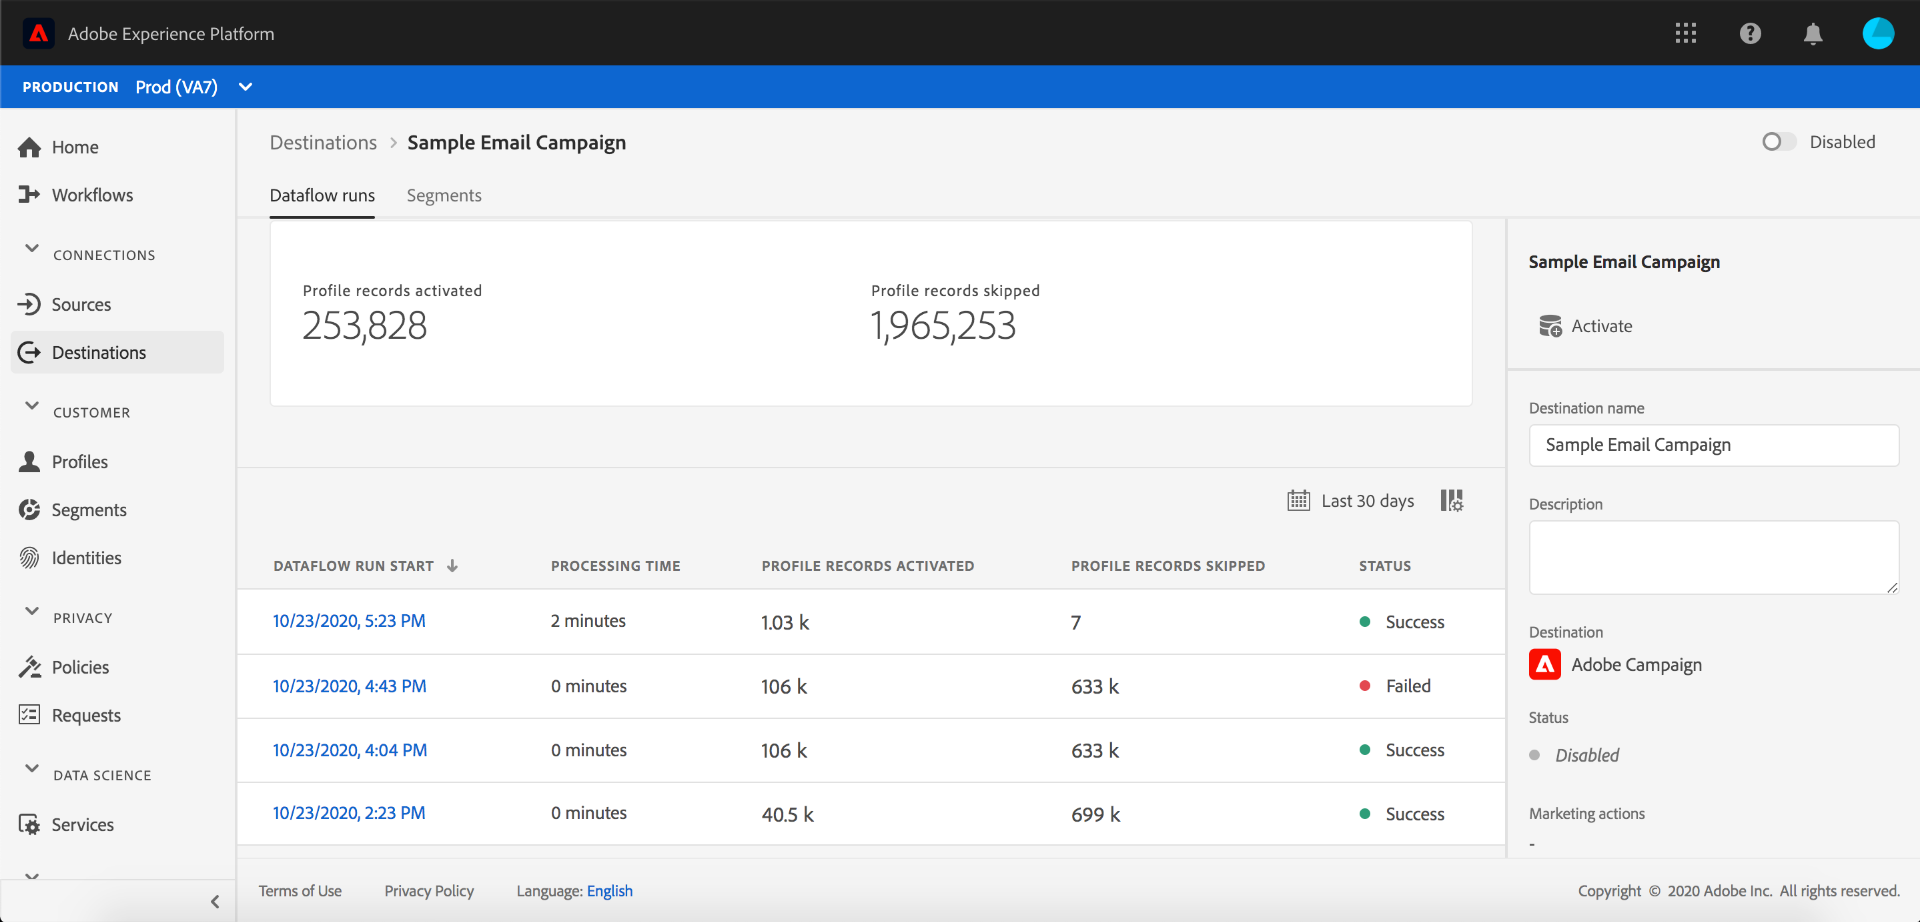 Adobe Experience Platform
PRODUCTION Prod (VA7)
Home
Workflows
CONNECTIONS
Sources
Destinations
CUSTOMER
Profiles
Segments
Identities
PRIVACY
Policies
Requests
DATA SCIENCE
Services
Destinations > Sample Email Campaign
Disabled
Dataflow runs Segments
Profile records activated
253,828
Profile records skipped
1,965,253
Last 30 days
DATAFLOW RUN START PROCESSING TIME PROFILE RECORDS ACTIVATED PROFILE RECORDS SKIPPED STATUS
10/23/2020, 5:23 PM 2 minutes 1.03 k 7 Success
10/23/2020, 4:43 PM 0 minutes 106 k 633 k Failed
10/23/2020, 4:04 PM 0 minutes 106 k 633 k Success
10/23/2020, 2:23 PM 0 minutes 40.5 k 699 k Success
Sample Email Campaign
Activate
Destination name
Sample Email Campaign
Description
Destination
Adobe Campaign
Status
Disabled
Marketing actions
-
Terms of Use Privacy Policy Language: English
Copyright © 2020 Adobe Inc. All rights reserved.